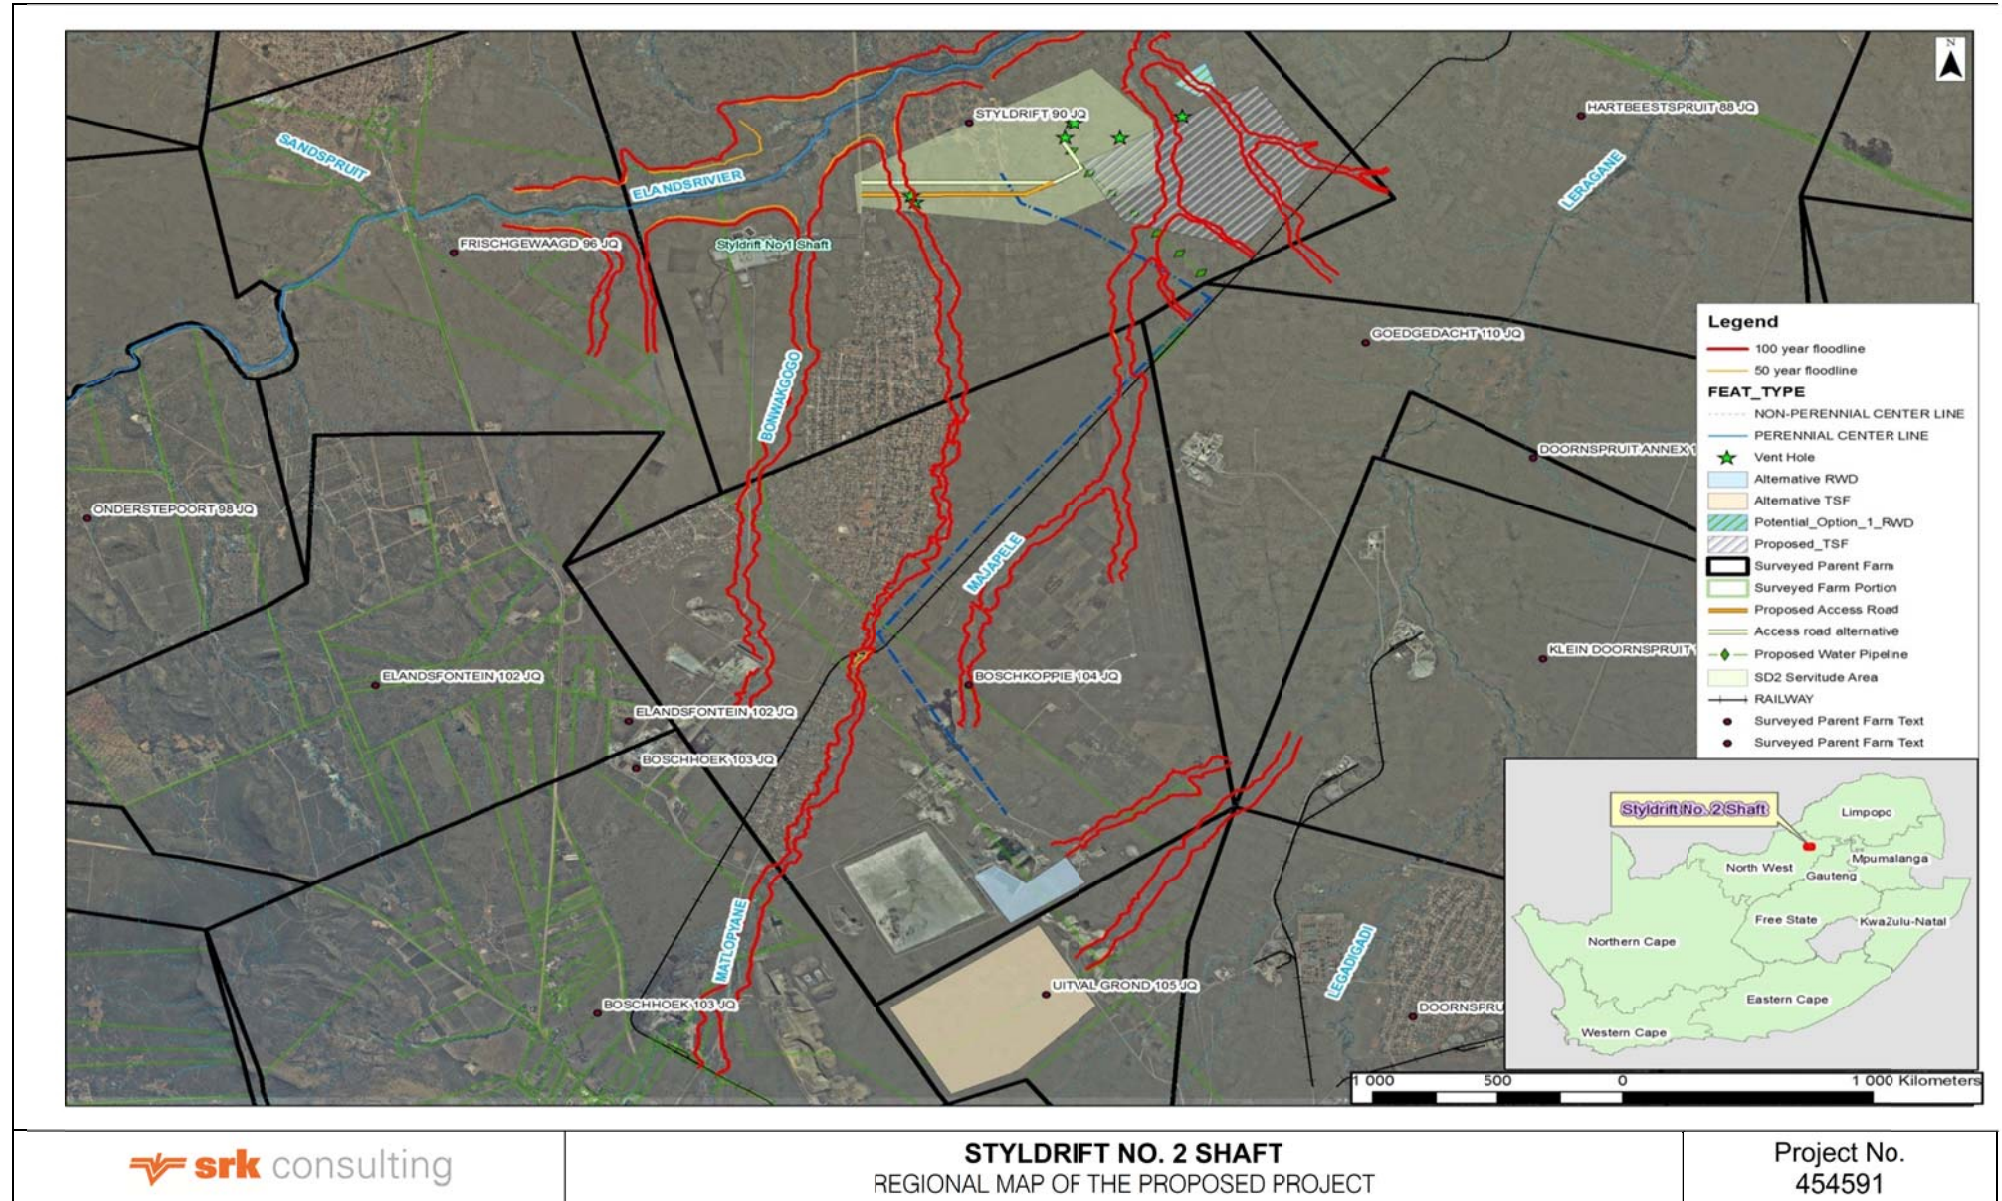 N
STYLDRIFT 90 JQ
HARTBEESTSPRUIT 88 JQ
SANDSPRUIT
ELANDSRIVIER
LERAGANE
FRISCHGEWAAGD 96 JQ
Styldrift No 1 Shaft
GOEDGEDACHT 110 JQ
BONWAKGOGO
DOORNSPRUIT ANNEX 1
ONDERSTEPOORT 98 JQ
MAJAPELE
KLEIN DOORNSPRUIT
ELANDSFONTEIN 102 JQ
BOSCHKOPPIE 104 JQ
ELANDSFONTEIN 102 JQ
BOSCHHOEK 103 JQ
MATLOPYANE
LEGADIGADI
UITVAL GROND 105 JQ
BOSCHHOEK 103 JQ
DOORNSPRU
Legend
100 year floodline
50 year floodline
FEAT_TYPE
NON-PERENNIAL CENTER LINE
PERENNIAL CENTER LINE
Vent Hole
Alternative RWD
Alternative TSF
Potential_Option_1_RWD
Proposed_TSF
Surveyed Parent Farm
Surveyed Farm Portion
Proposed Access Road
Access road alternative
Proposed Water Pipeline
SD2 Servitude Area
RAILWAY
Surveyed Parent Farm Text
Surveyed Parent Farm Text
Styldrift No. 2 Shaft
Limpopo
North West
Mpumalanga
Gauteng
Free State
KwaZulu-Natal
Northern Cape
Eastern Cape
Western Cape
1 000 500 0 1 000 Kilometers
srk consulting
STYLDRIFT NO. 2 SHAFT
REGIONAL MAP OF THE PROPOSED PROJECT
Project No.
454591